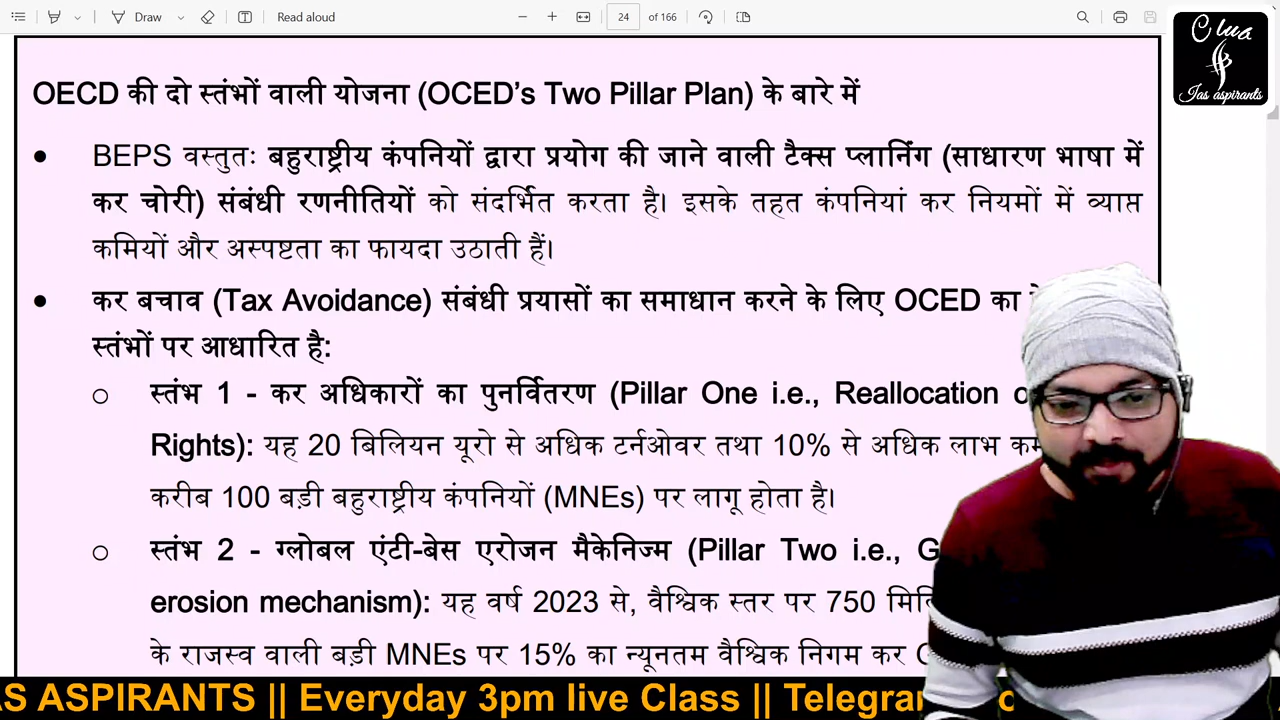 Draw
Read aloud
24
of 166
Clua
Ias aspirants
OECD की दो स्तंभों वाली योजना (OCED’s Two Pillar Plan) के बारे में
● BEPS वस्तुतः बहुराष्ट्रीय कंपनियों द्वारा प्रयोग की जाने वाली टैक्स प्लानिंग (साधारण भाषा में
कर चोरी) संबंधी रणनीतियों को संदर्भित करता है। इसके तहत कंपनियां कर नियमों में व्याप्त
कमियों और अस्पष्टता का फायदा उठाती हैं।
● कर बचाव (Tax Avoidance) संबंधी प्रयासों का समाधान करने के लिए OCED का
स्तंभों पर आधारित है:
○ स्तंभ 1 - कर अधिकारों का पुनर्वितरण (Pillar One i.e., Reallocation
Rights): यह 20 बिलियन यूरो से अधिक टर्नओवर तथा 10% से अधिक लाभ
करीब 100 बड़ी बहुराष्ट्रीय कंपनियों (MNEs) पर लागू होता है।
○ स्तंभ 2 - ग्लोबल एंटी-बेस एरोजन मैकेनिज्म (Pillar Two i.e.,
erosion mechanism): यह वर्ष 2023 से, वैश्विक स्तर पर 750
के राजस्व वाली बड़ी MNEs पर 15% का न्यूनतम वैश्विक निगम कर
AS ASPIRANTS || Everyday 3pm live Class ||